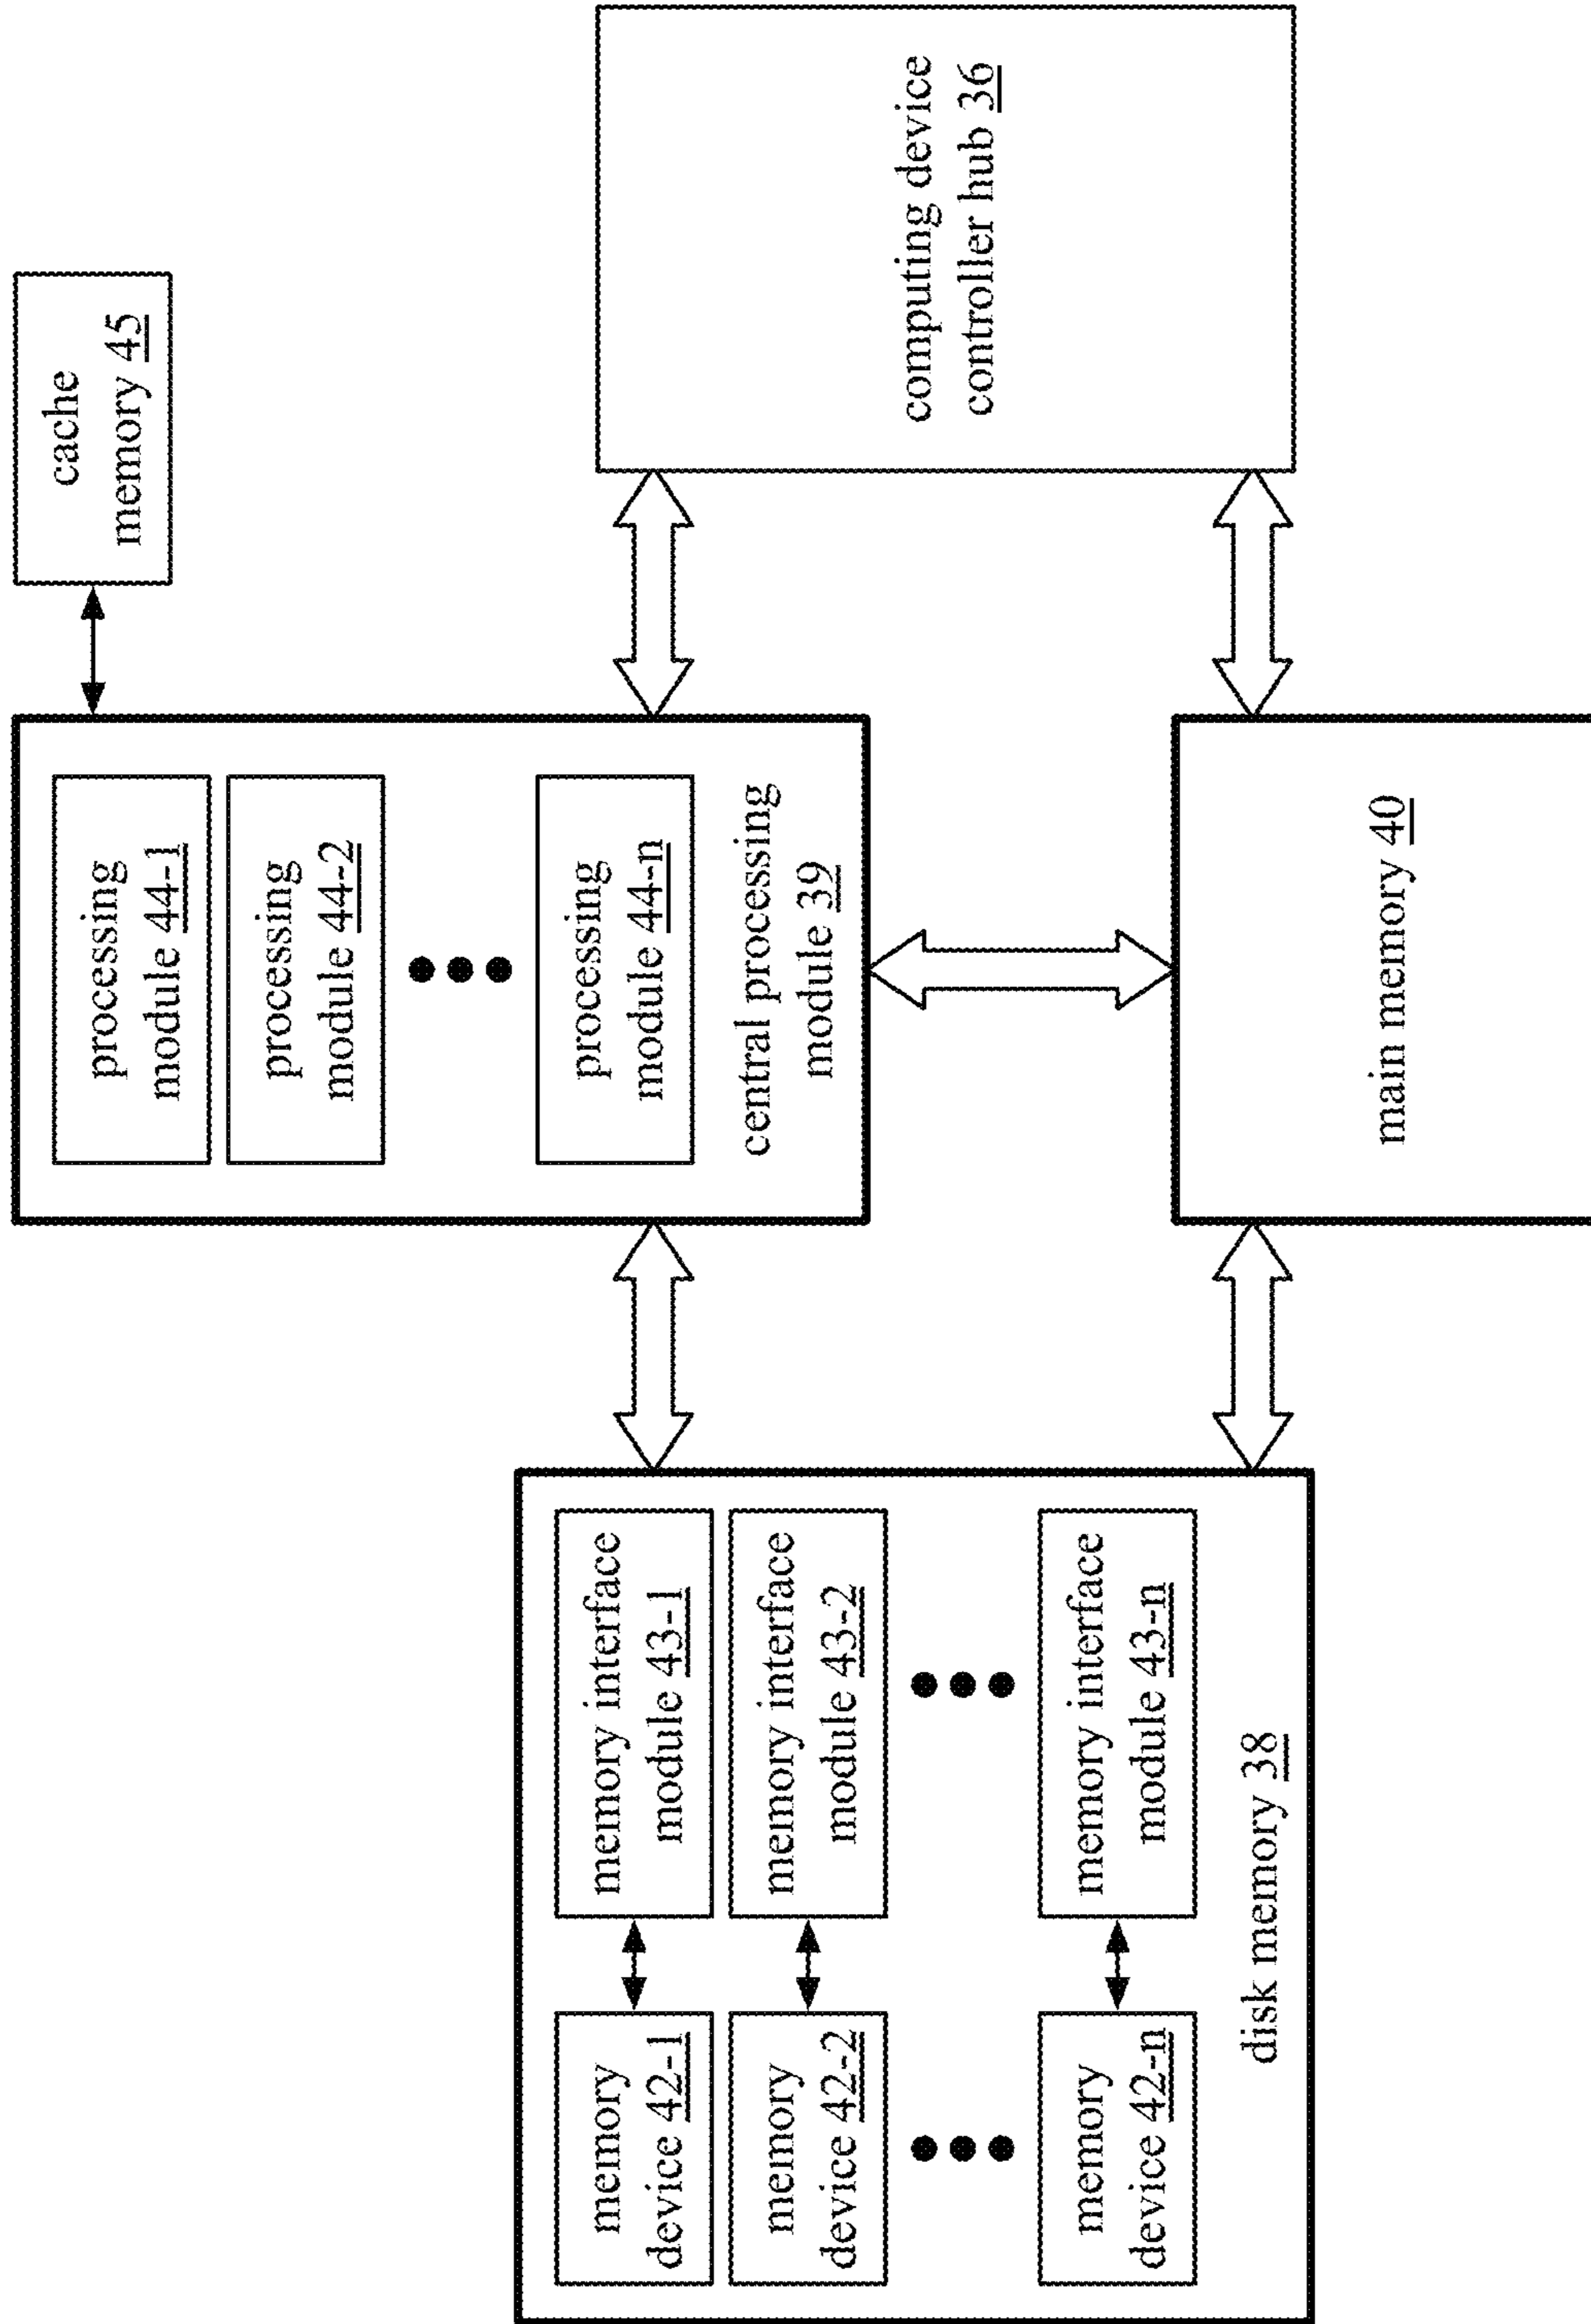 memory
device 42-1
memory interface
module 43-1
memory
device 42-2
memory interface
module 43-2
memory
device 42-n
memory interface
module 43-n
disk memory 38
processing
module 44-1
processing
module 44-2
processing
module 44-n
central processing
module 39
cache
memory 45
main memory 40
computing device
controller hub 36